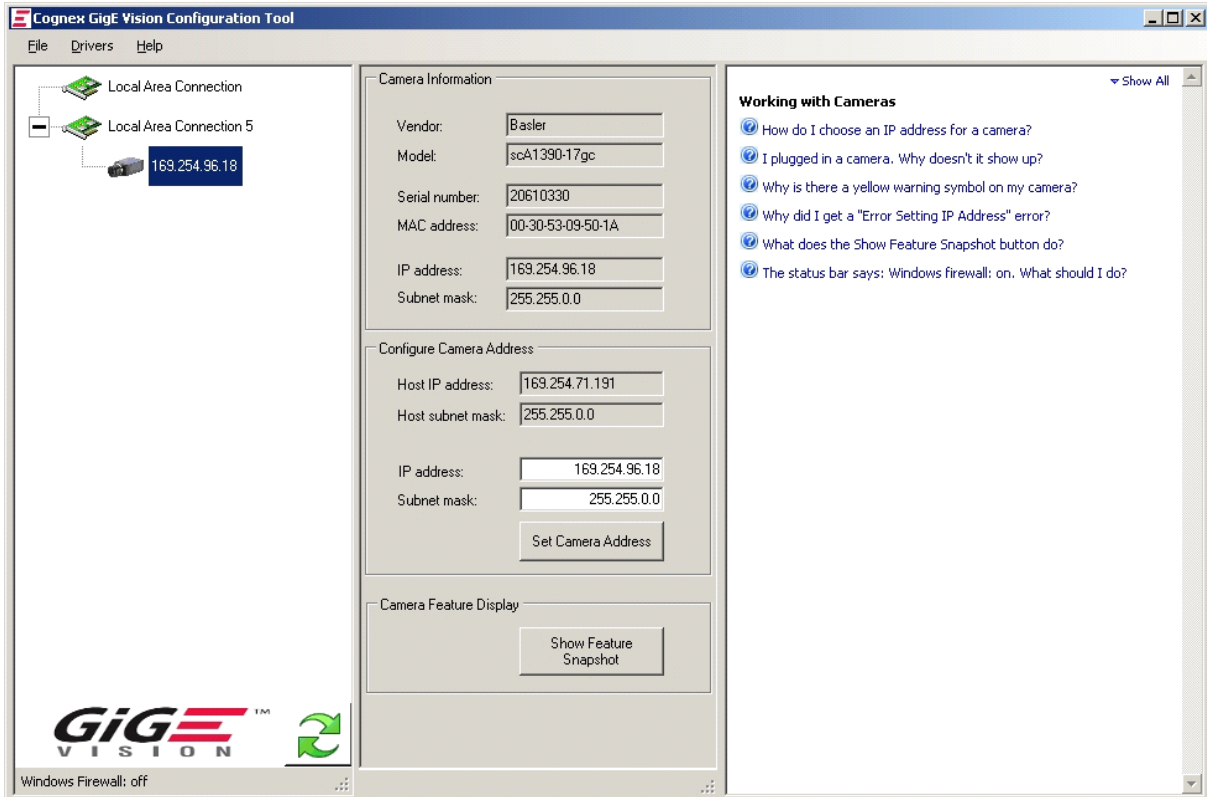 Cognex GigE Vision Configuration Tool
File Drivers Help
Local Area Connection
Local Area Connection 5
169.254.96.18
GiGE™
VISION
Windows Firewall: off
Camera Information
Vendor: Basler
Model: scA1390-17gc
Serial number: 20610330
MAC address: 00-30-53-09-50-1A
IP address: 169.254.96.18
Subnet mask: 255.255.0.0
Configure Camera Address
Host IP address: 169.254.71.191
Host subnet mask: 255.255.0.0
IP address: 169.254.96.18
Subnet mask: 255.255.0.0
Set Camera Address
Camera Feature Display
Show Feature
Snapshot
Show All
Working with Cameras
How do I choose an IP address for a camera?
I plugged in a camera. Why doesn't it show up?
Why is there a yellow warning symbol on my camera?
Why did I get a "Error Setting IP Address" error?
What does the Show Feature Snapshot button do?
The status bar says: Windows firewall: on. What should I do?